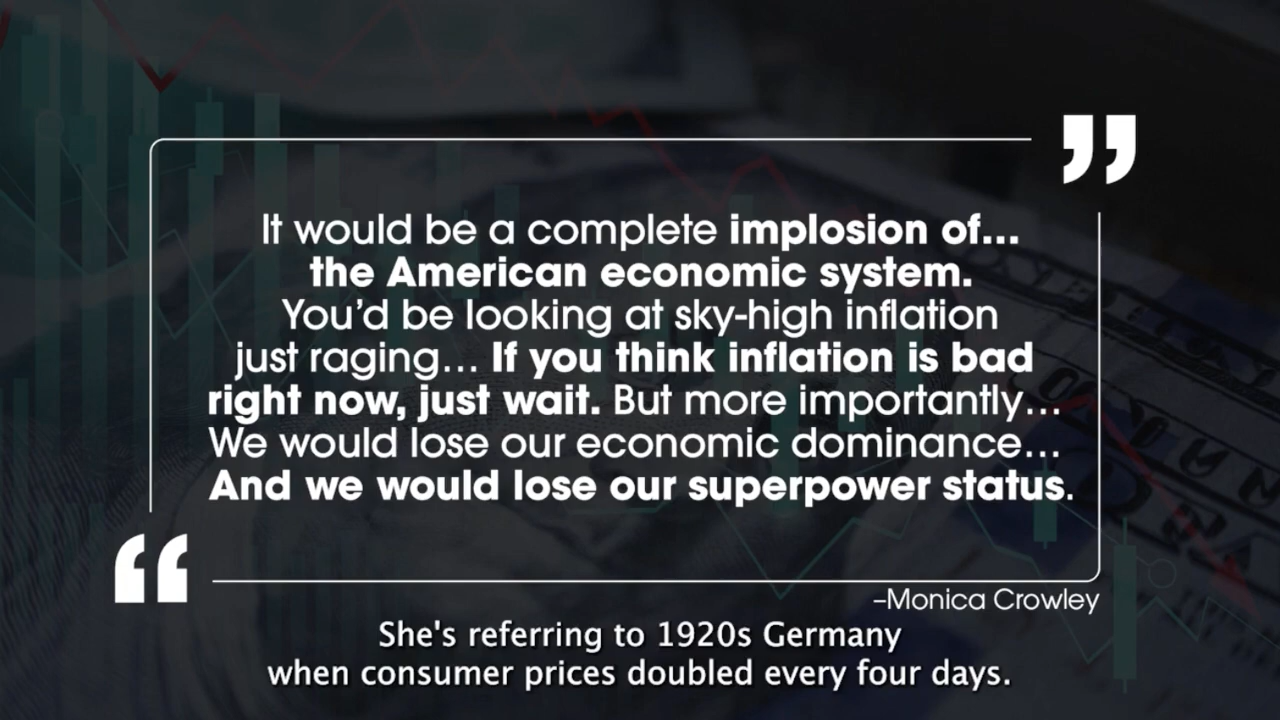 It would be a complete implosion of...
the American economic system.
You’d be looking at sky-high inflation
just raging... If you think inflation is bad
right now, just wait. But more importantly...
We would lose our economic dominance...
And we would lose our superpower status.
–Monica Crowley
She's referring to 1920s Germany
when consumer prices doubled every four days.